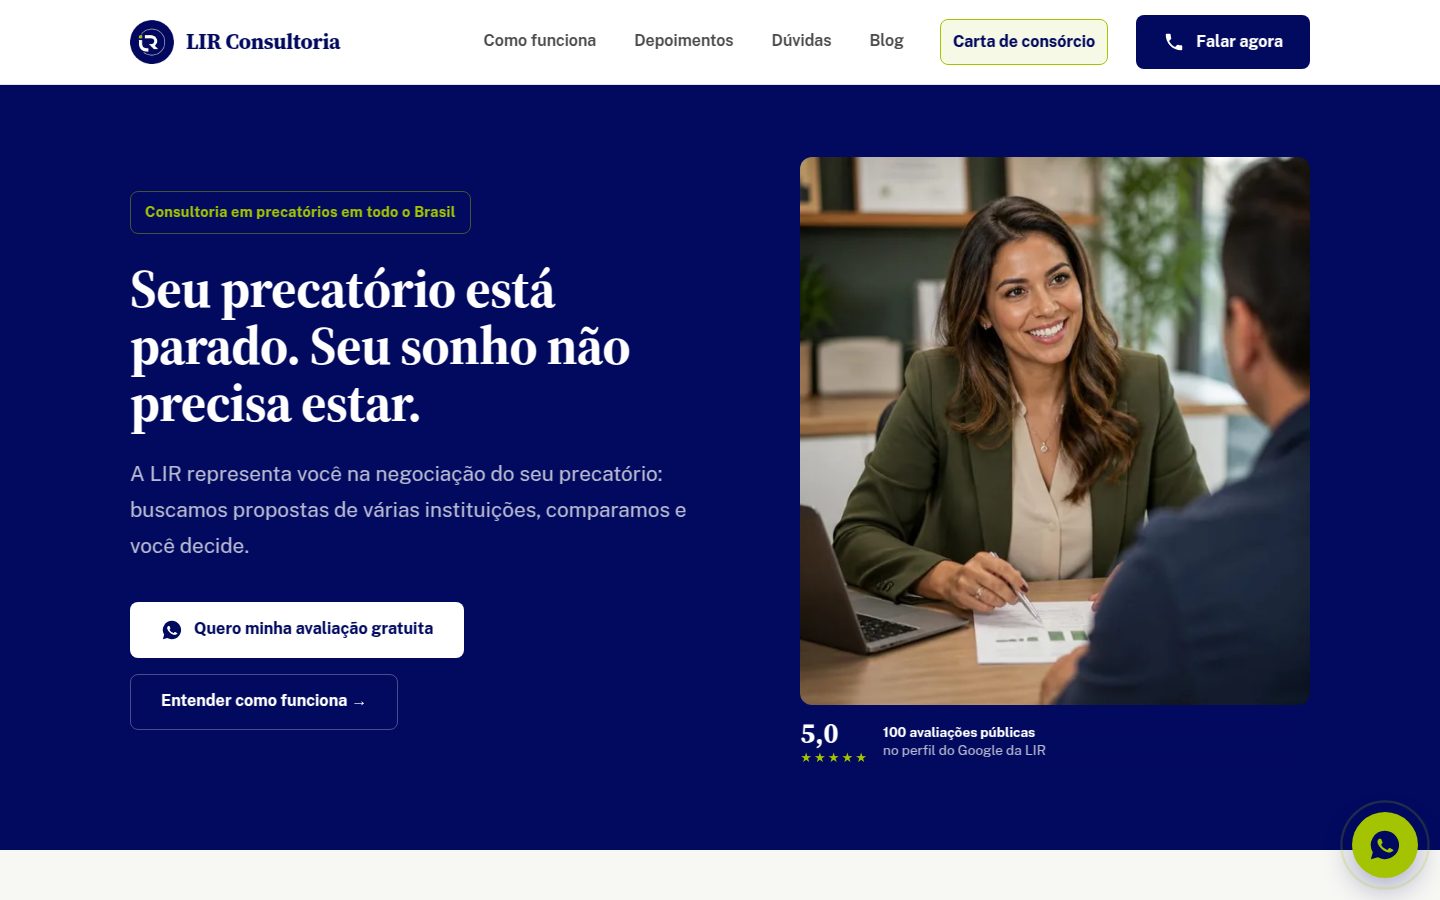 LIR Consultoria
Como funciona
Depoimentos
Dúvidas
Blog
Carta de consórcio
Falar agora
Consultoria em precatórios em todo o Brasil
Seu precatório está
parado. Seu sonho não
precisa estar.
A LIR representa você na negociação do seu precatório:
buscamos propostas de várias instituições, comparamos e
você decide.
Quero minha avaliação gratuita
Entender como funciona →
5,0
★★★★★
100 avaliações públicas
no perfil do Google da LIR